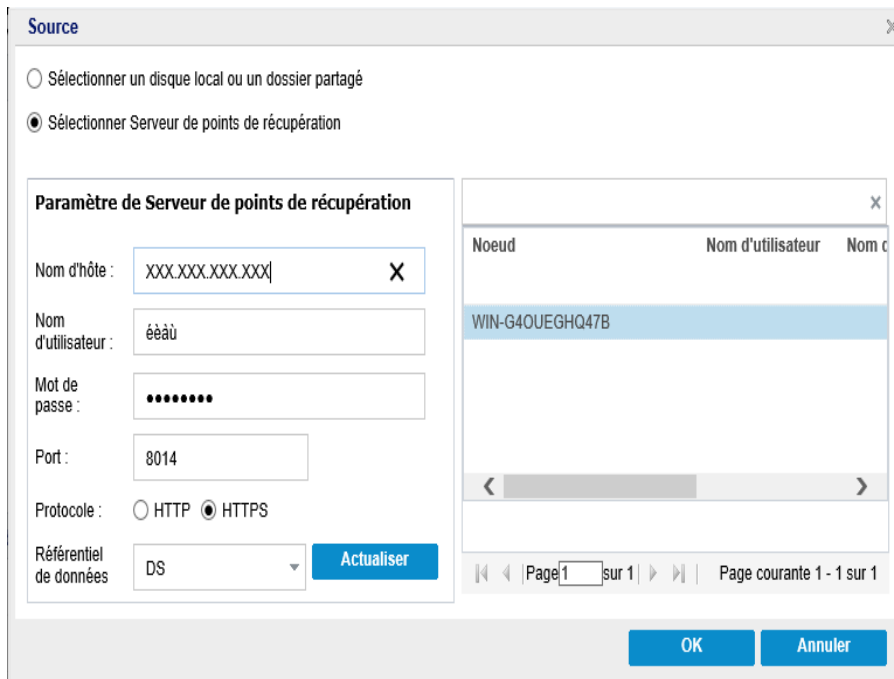 Source
Sélectionner un disque local ou un dossier partagé
Sélectionner Serveur de points de récupération
Paramètre de Serveur de points de récupération
Nom d'hôte : XXX.XXX.XXX.XXX
Nom d'utilisateur : éèàù
Mot de passe : ••••••••
Port : 8014
Protocole : HTTP HTTPS
Référentiel de données DS Actualiser
Noeud Nom d'utilisateur Nom
WIN-G4OUEGHQ47B
Page 1 sur 1 Page courante 1 - 1 sur 1
OK Annuler